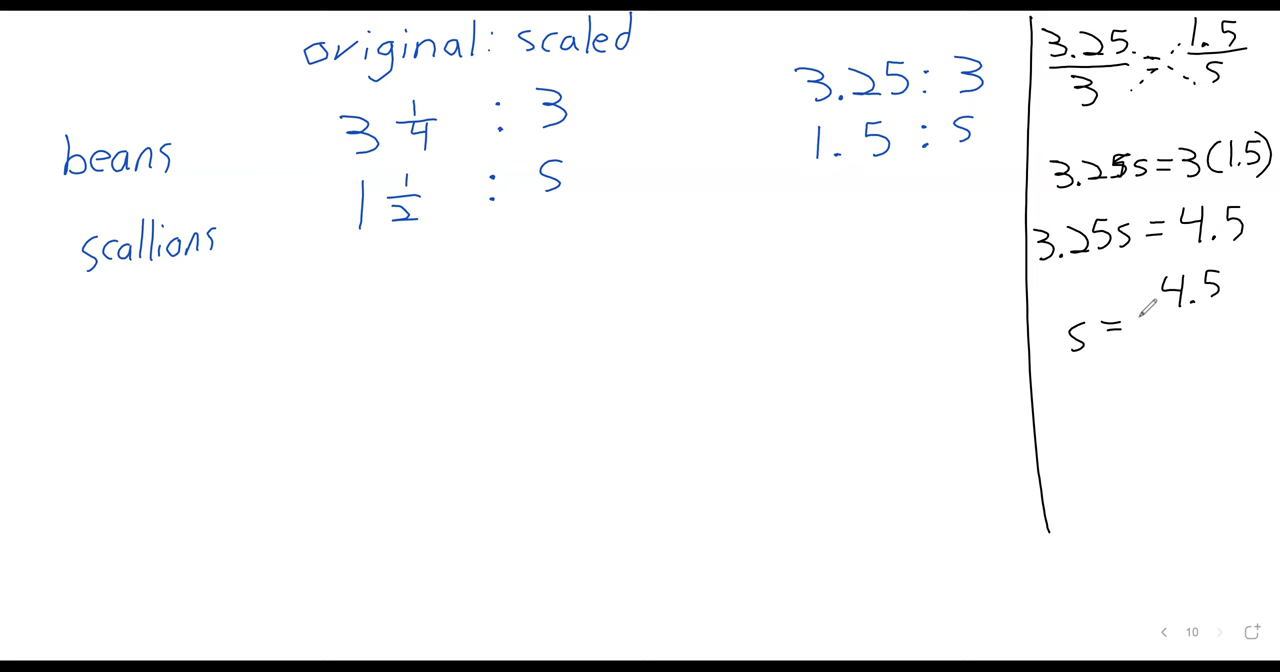 original: scaled
beans 3 1/4 : 3
scallions 1 1/2 : s
3.25 : 3
1.5 : s
3.25/3 = 1.5/s
3.25s = 3(1.5)
3.25s = 4.5
s = 4.5
10